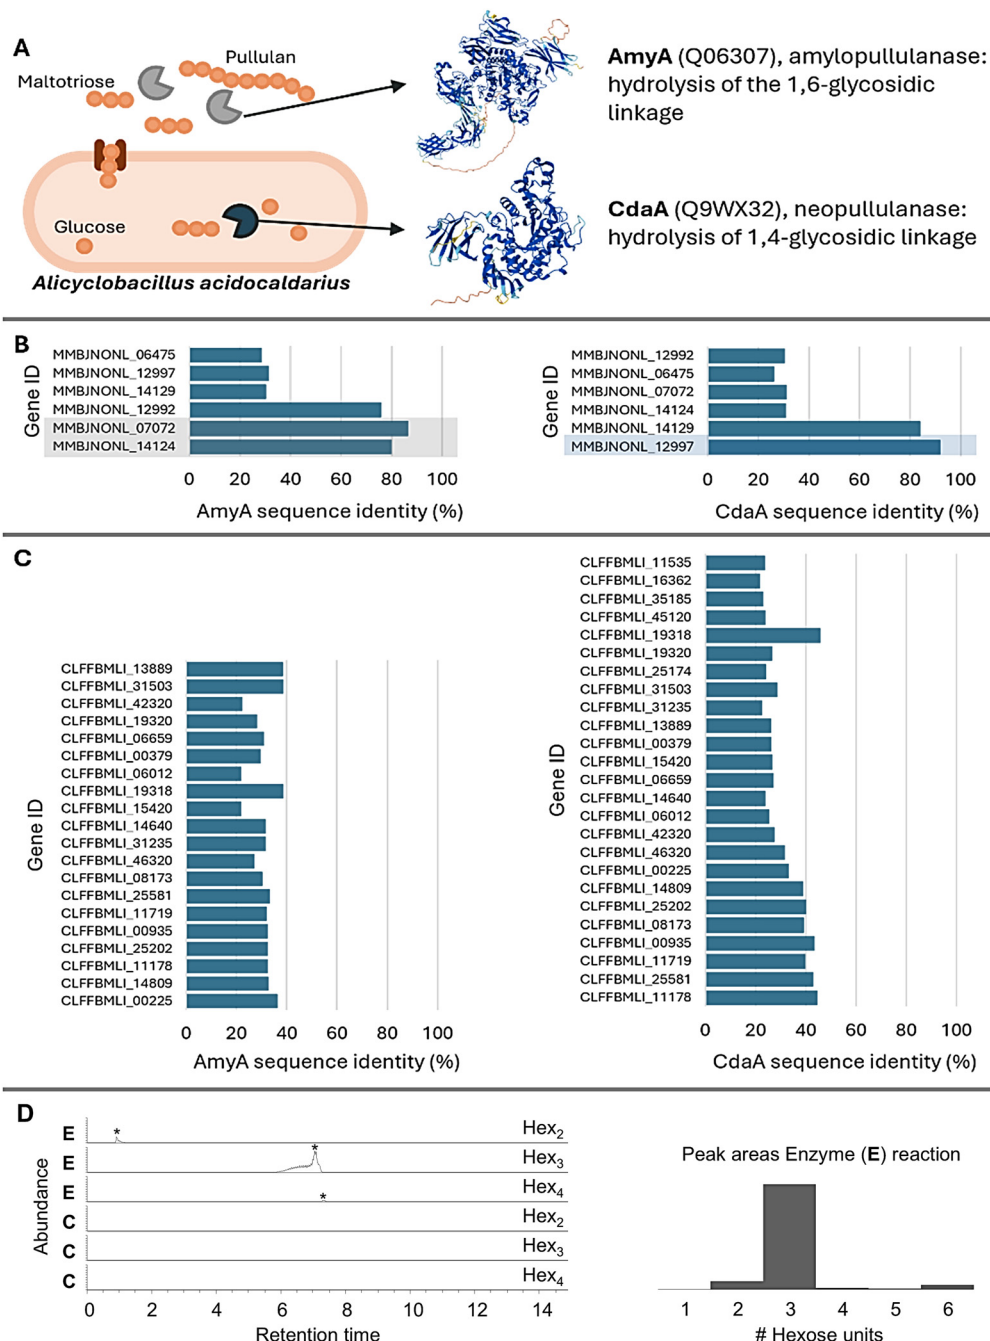 A
Maltotriose
Pullulan
Glucose
Alicyclobacillus acidocaldarius
AmyA (Q06307), amylopullulanase:
hydrolysis of the 1,6-glycosidic
linkage
CdaA (Q9WX32), neopullulanase:
hydrolysis of 1,4-glycosidic linkage
B
Gene ID
MMBJNONL_06475
MMBJNONL_12997
MMBJNONL_14129
MMBJNONL_12992
MMBJNONL_07072
MMBJNONL_14124
0 20 40 60 80 100
AmyA sequence identity (%)
Gene ID
MMBJNONL_12992
MMBJNONL_06475
MMBJNONL_07072
MMBJNONL_14124
MMBJNONL_14129
MMBJNONL_12997
0 20 40 60 80 100
CdaA sequence identity (%)
C
Gene ID
CLFFBMLI_13889
CLFFBMLI_31503
CLFFBMLI_42320
CLFFBMLI_19320
CLFFBMLI_06659
CLFFBMLI_00379
CLFFBMLI_06012
CLFFBMLI_19318
CLFFBMLI_15420
CLFFBMLI_14640
CLFFBMLI_31235
CLFFBMLI_46320
CLFFBMLI_08173
CLFFBMLI_25581
CLFFBMLI_11719
CLFFBMLI_00935
CLFFBMLI_25202
CLFFBMLI_11178
CLFFBMLI_14809
CLFFBMLI_00225
0 20 40 60 80 100
AmyA sequence identity (%)
Gene ID
CLFFBMLI_11535
CLFFBMLI_16362
CLFFBMLI_35185
CLFFBMLI_45120
CLFFBMLI_19318
CLFFBMLI_19320
CLFFBMLI_25174
CLFFBMLI_31503
CLFFBMLI_31235
CLFFBMLI_13889
CLFFBMLI_00379
CLFFBMLI_15420
CLFFBMLI_06659
CLFFBMLI_14640
CLFFBMLI_06012
CLFFBMLI_42320
CLFFBMLI_46320
CLFFBMLI_00225
CLFFBMLI_14809
CLFFBMLI_25202
CLFFBMLI_08173
CLFFBMLI_00935
CLFFBMLI_11719
CLFFBMLI_25581
CLFFBMLI_11178
0 20 40 60 80 100
CdaA sequence identity (%)
D
Abundance
E * Hex₂
E * Hex₃
E * Hex₄
C Hex₂
C Hex₃
C Hex₄
0 2 4 6 8 10 12 14
Retention time
Peak areas Enzyme (E) reaction
1 2 3 4 5 6
# Hexose units